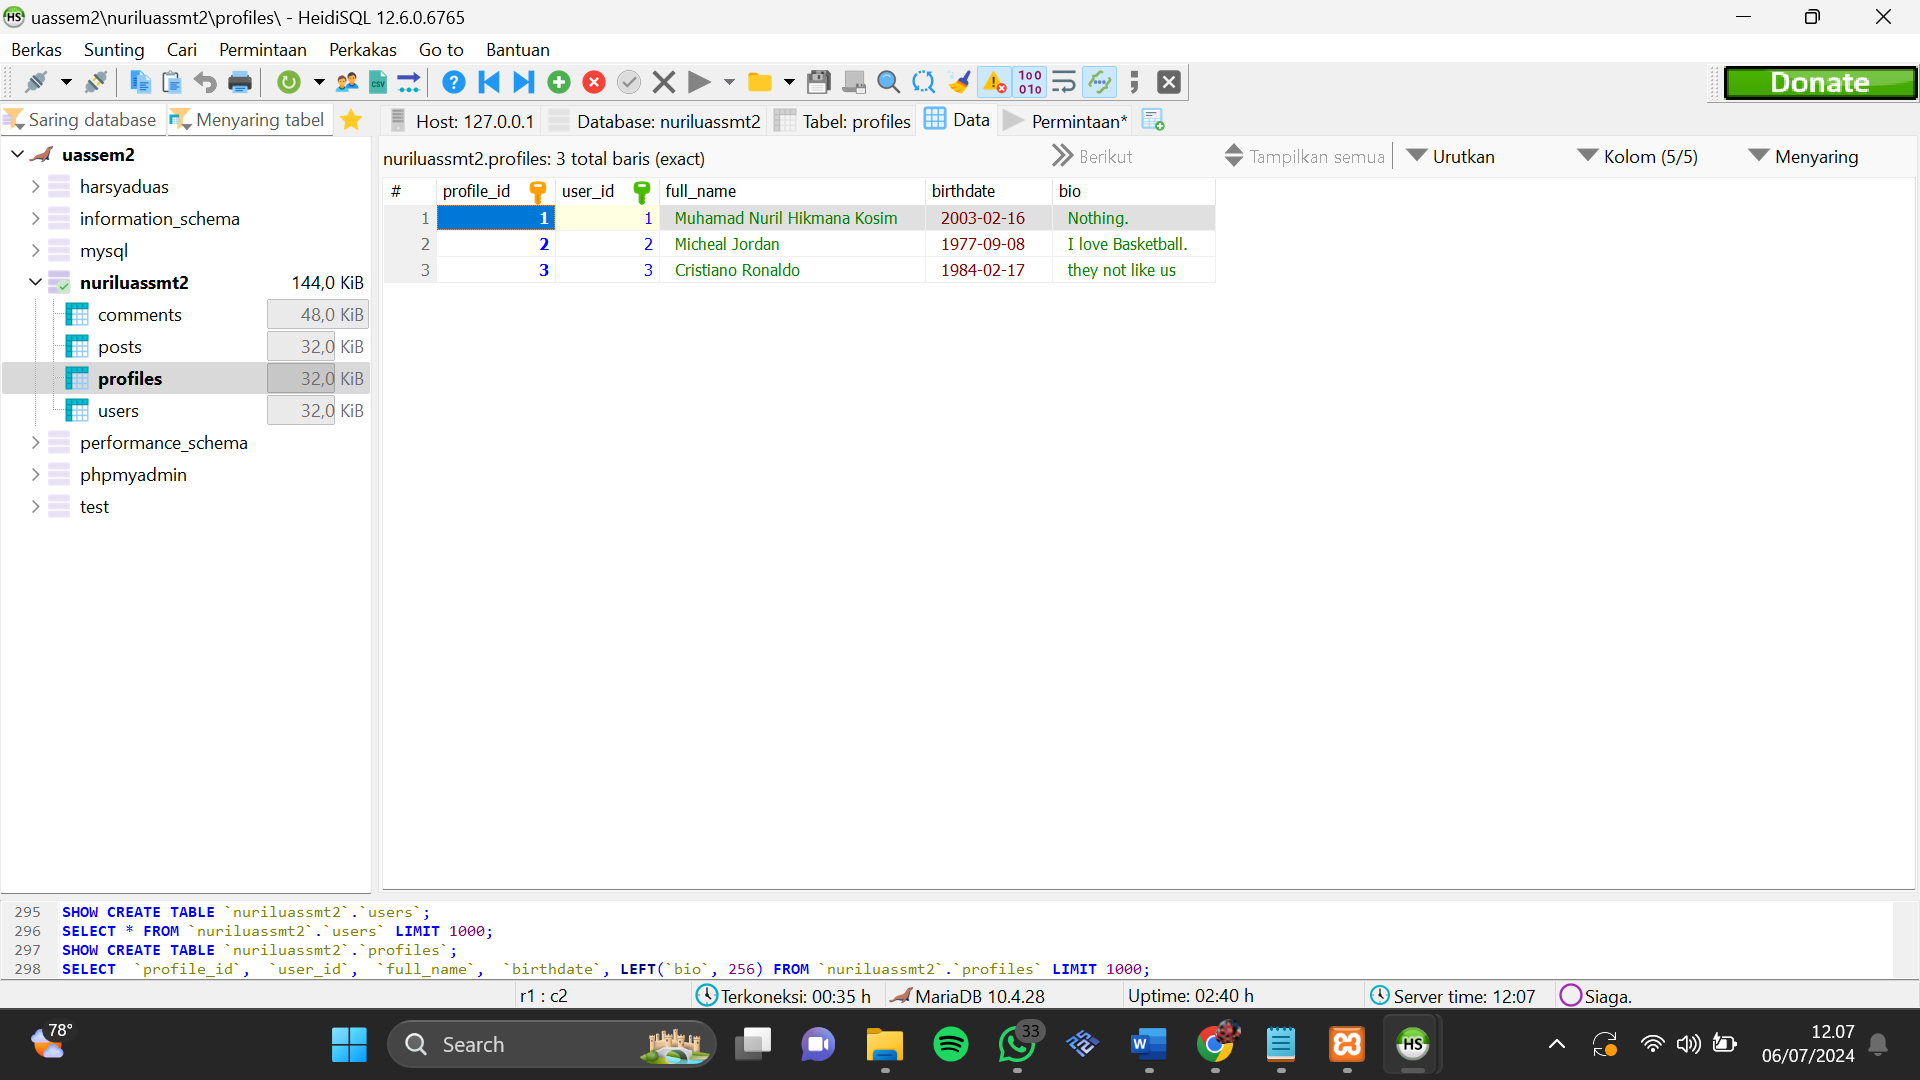 uassem2\nuriluassmt2\profiles\ - HeidiSQL 12.6.0.6765
Berkas Sunting Cari Permintaan Perkakas Go to Bantuan
Donate
Saring database Menyaring tabel Host: 127.0.0.1 Database: nuriluassmt2 Tabel: profiles Data Permintaan*
nuriluassmt2.profiles: 3 total baris (exact) Berikut Tampilkan semua Urutkan Kolom (5/5) Menyaring
uassem2
harsyaduas
information_schema
mysql
nuriluassmt2 144,0 KiB
comments 48,0 KiB
posts 32,0 KiB
profiles 32,0 KiB
users 32,0 KiB
performance_schema
phpmyadmin
test
# profile_id user_id full_name birthdate bio
1 1 1 Muhamad Nuril Hikmana Kosim 2003-02-16 Nothing.
2 2 2 Micheal Jordan 1977-09-08 I love Basketball.
3 3 3 Cristiano Ronaldo 1984-02-17 they not like us
295 SHOW CREATE TABLE `nuriluassmt2`.`users`;
296 SELECT * FROM `nuriluassmt2`.`users` LIMIT 1000;
297 SHOW CREATE TABLE `nuriluassmt2`.`profiles`;
298 SELECT `profile_id`, `user_id`, `full_name`, `birthdate`, LEFT(`bio`, 256) FROM `nuriluassmt2`.`profiles` LIMIT 1000;
r1 : c2 Terkoneksi: 00:35 h MariaDB 10.4.28 Uptime: 02:40 h Server time: 12:07 Siaga.
78° Search 33 12.07
06/07/2024